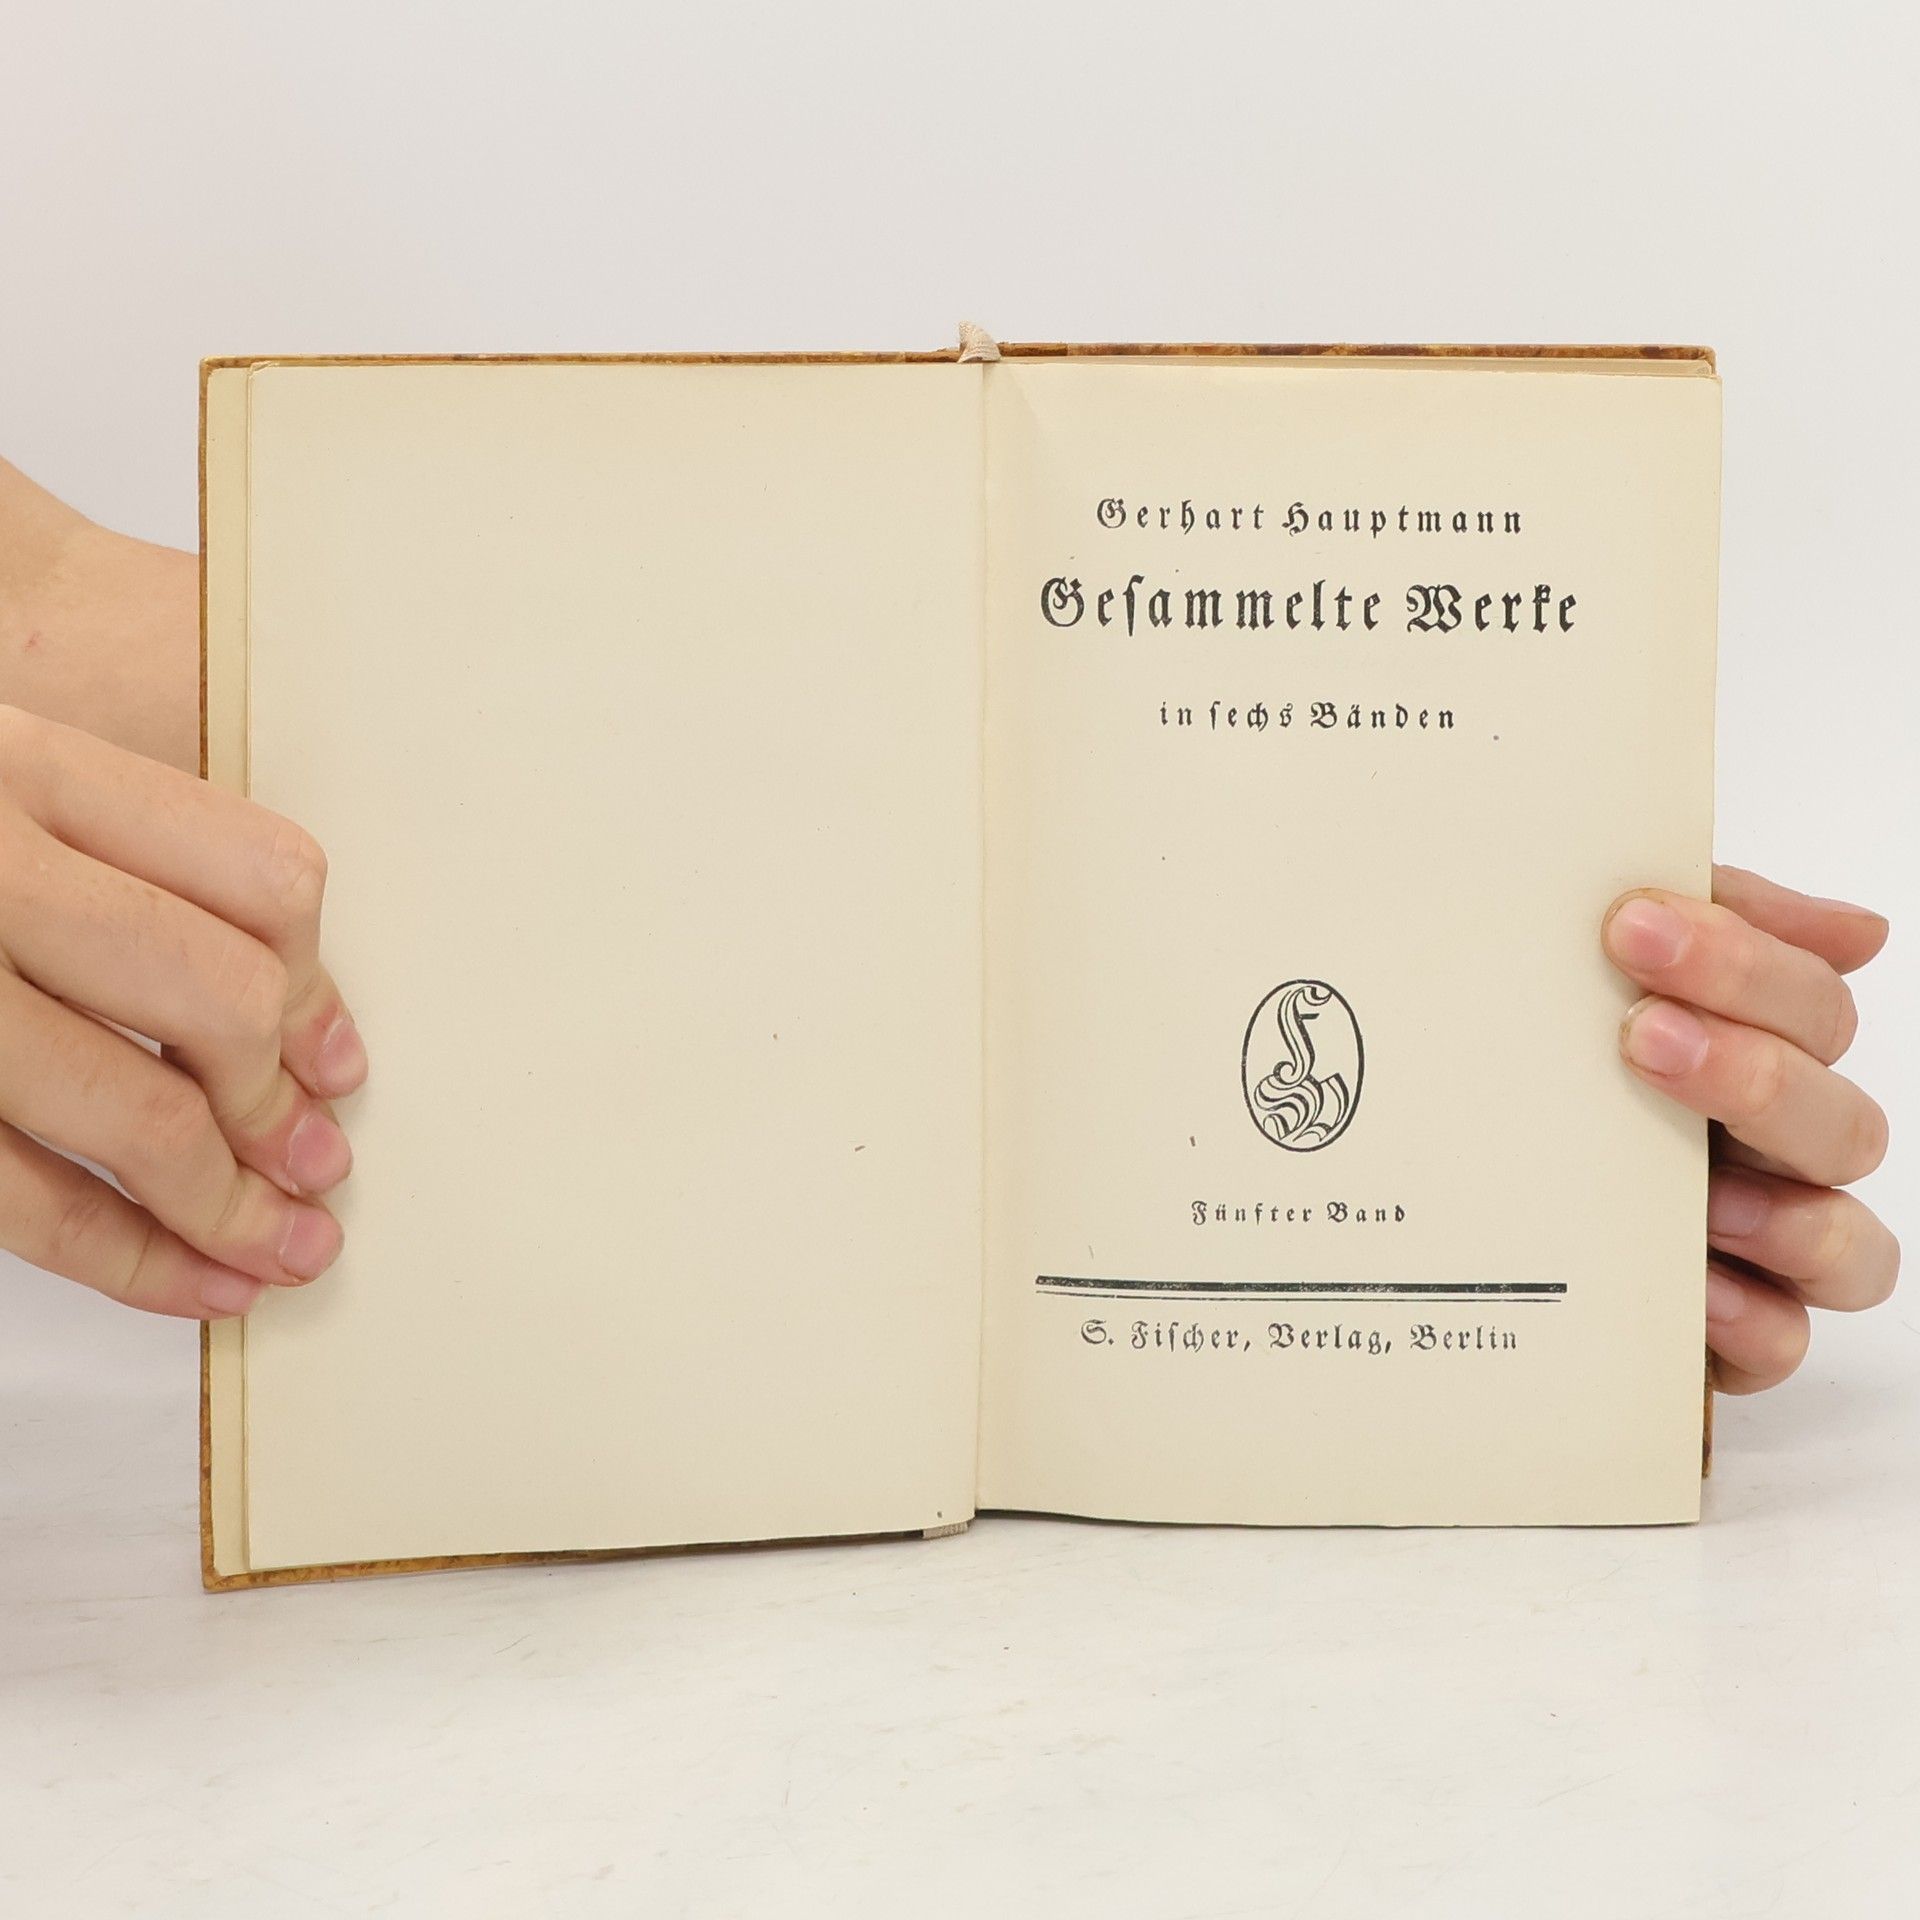 Gerhart Hauptmann
Geſammelte Werke
in ſechs Bänden
Fünfter Band
S. Fiſcher, Verlag, Berlin